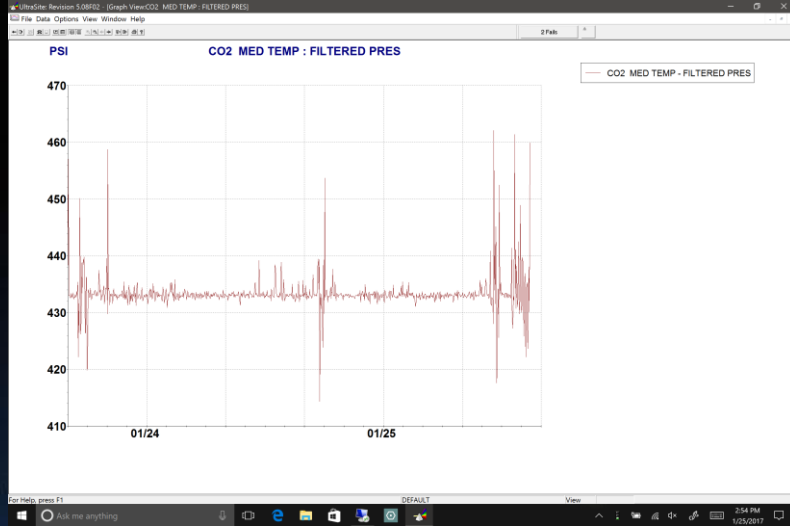 UltraSite: Revision 5.08F02 - [Graph View:CO2 MED TEMP : FILTERED PRES]
File Data Options View Window Help
2 Fails
PSI
CO2 MED TEMP : FILTERED PRES
CO2 MED TEMP - FILTERED PRES
470
460
450
440
430
420
410
01/24
01/25
For Help, press F1
DEFAULT
View
Ask me anything
2:54 PM
1/25/2017